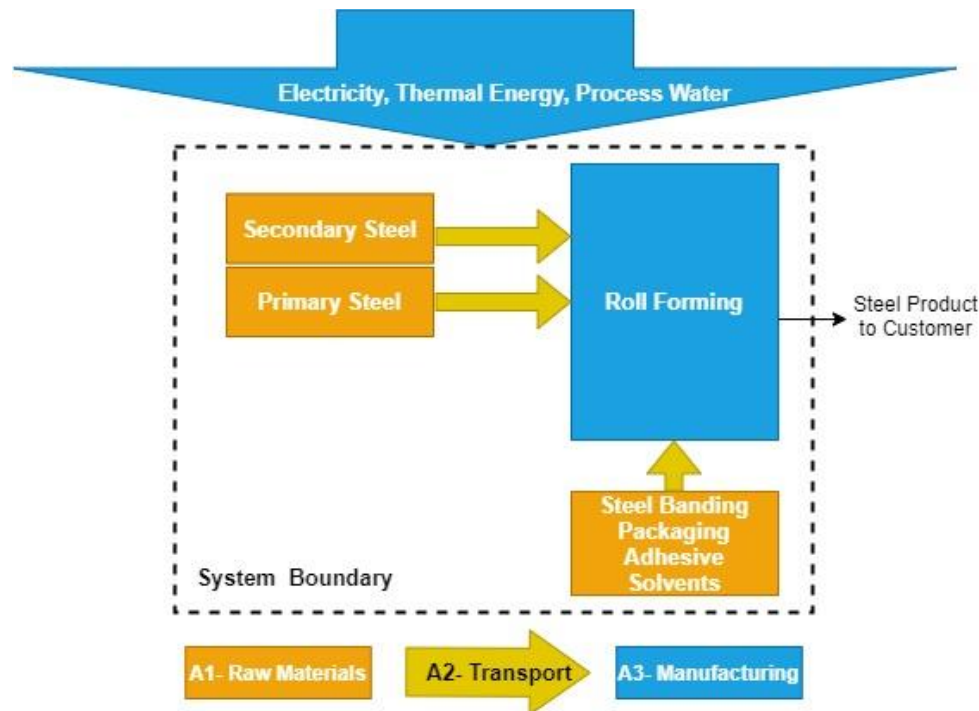 Electricity, Thermal Energy, Process Water
Secondary Steel
Primary Steel
Roll Forming
Steel Product
to Customer
Steel Banding
Packaging
Adhesive
Solvents
System Boundary
A1- Raw Materials
A2- Transport
A3- Manufacturing